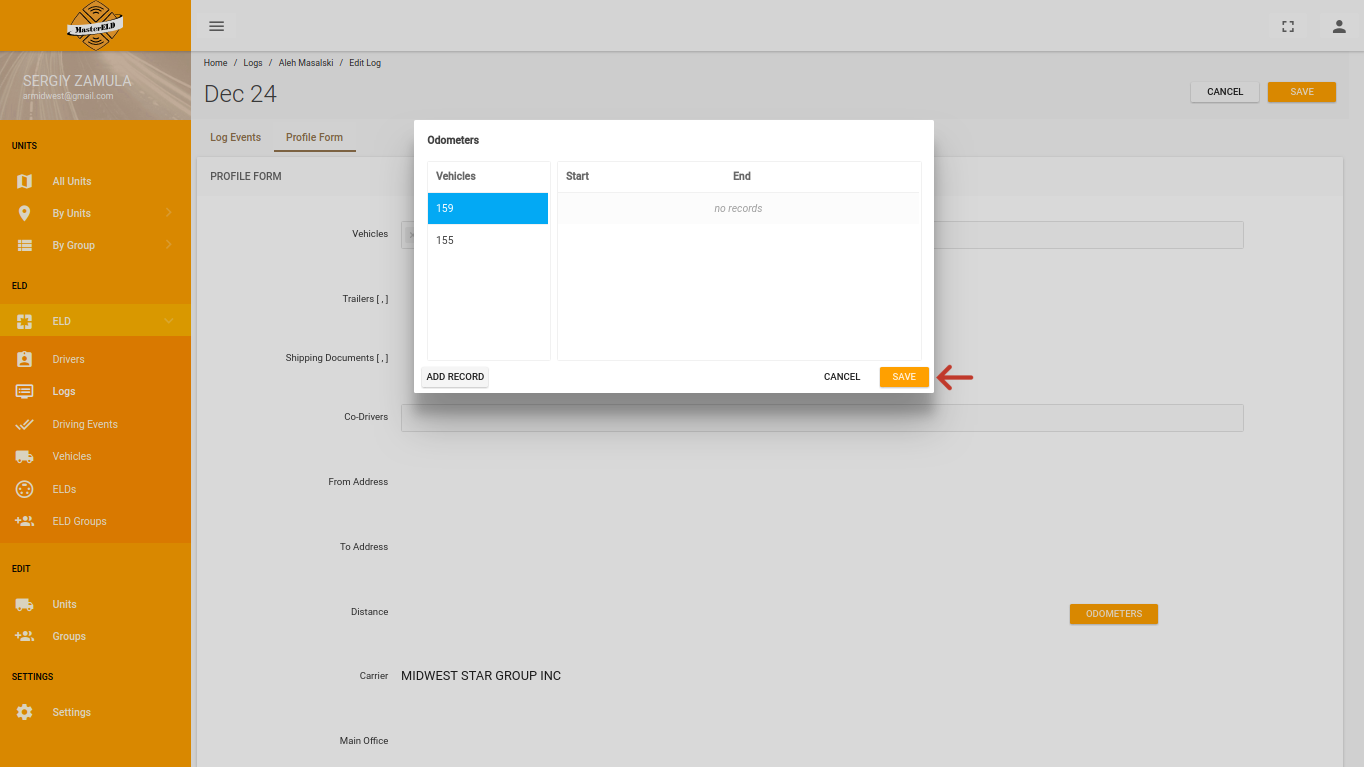 MasterELD
SERGIY ZAMULA
armidwest@gmail.com
UNITS
All Units
By Units
By Group
ELD
ELD
Drivers
Logs
Driving Events
Vehicles
ELDs
ELD Groups
EDIT
Units
Groups
SETTINGS
Settings
Home / Logs / Aleh Masalski / Edit Log
Dec 24
CANCEL SAVE
Log Events Profile Form
PROFILE FORM
Vehicles
Trailers [ , ]
Shipping Documents [ , ]
Co-Drivers
From Address
To Address
Distance
ODOMETERS
Carrier MIDWEST STAR GROUP INC
Main Office
Odometers
Vehicles Start End
159 no records
155
ADD RECORD CANCEL SAVE